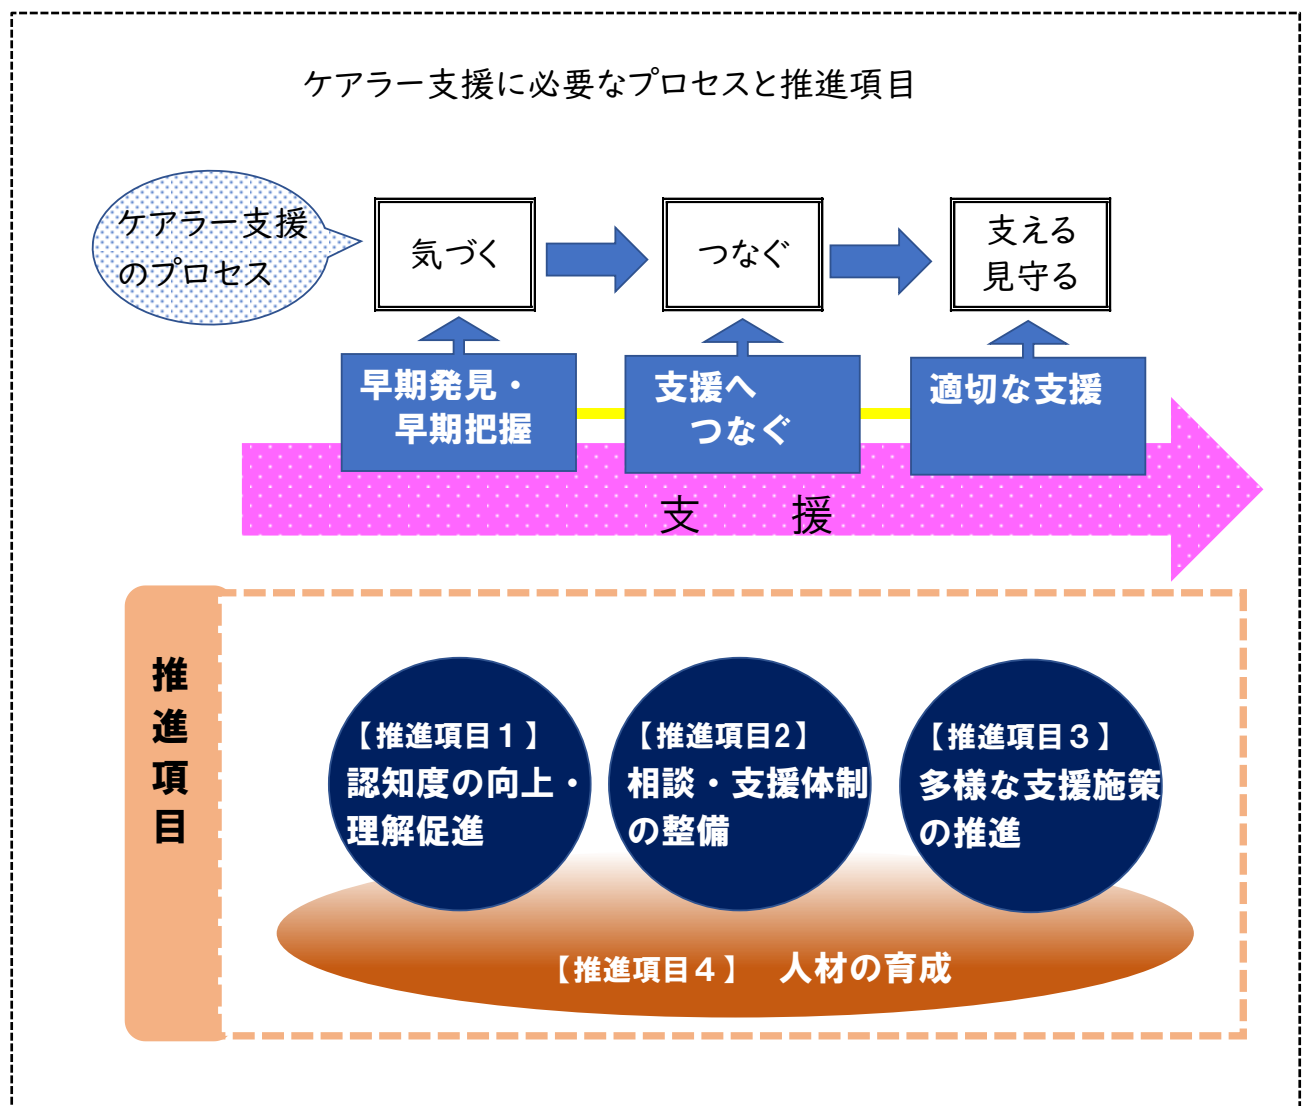 ケアラー支援に必要なプロセスと推進項目
ケアラー支援
のプロセス
気づく
つなぐ
支える
見守る
早期発見・
早期把握
支援へ
つなぐ
適切な支援
支　援
推進項目
【推進項目１】
認知度の向上・
理解促進
【推進項目2】
相談・支援体制
の整備
【推進項目３】
多様な支援施策
の推進
【推進項目４】　人材の育成